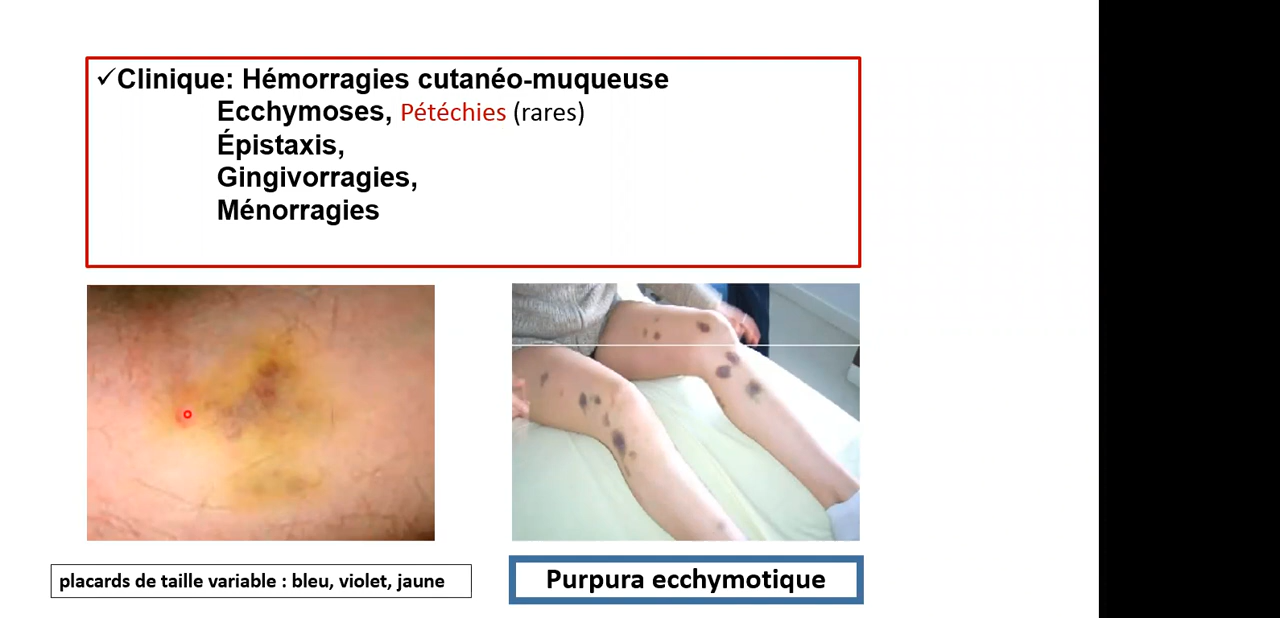 ✓Clinique: Hémorragies cutanéo-muqueuse
Ecchymoses, Pétéchies (rares)
Épistaxis,
Gingivorragies,
Ménorragies
placards de taille variable : bleu, violet, jaune
Purpura ecchymotique